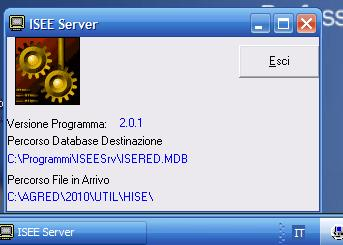 ISEE Server
Esci
Versione Programma: 2.0.1
Percorso Database Destinazione
C:\Programmi\ISEESrv\ISERED.MDB
Percorso File in Arrivo
C:\AGRED\2010\UTIL\HISE\
ISEE Server
IT